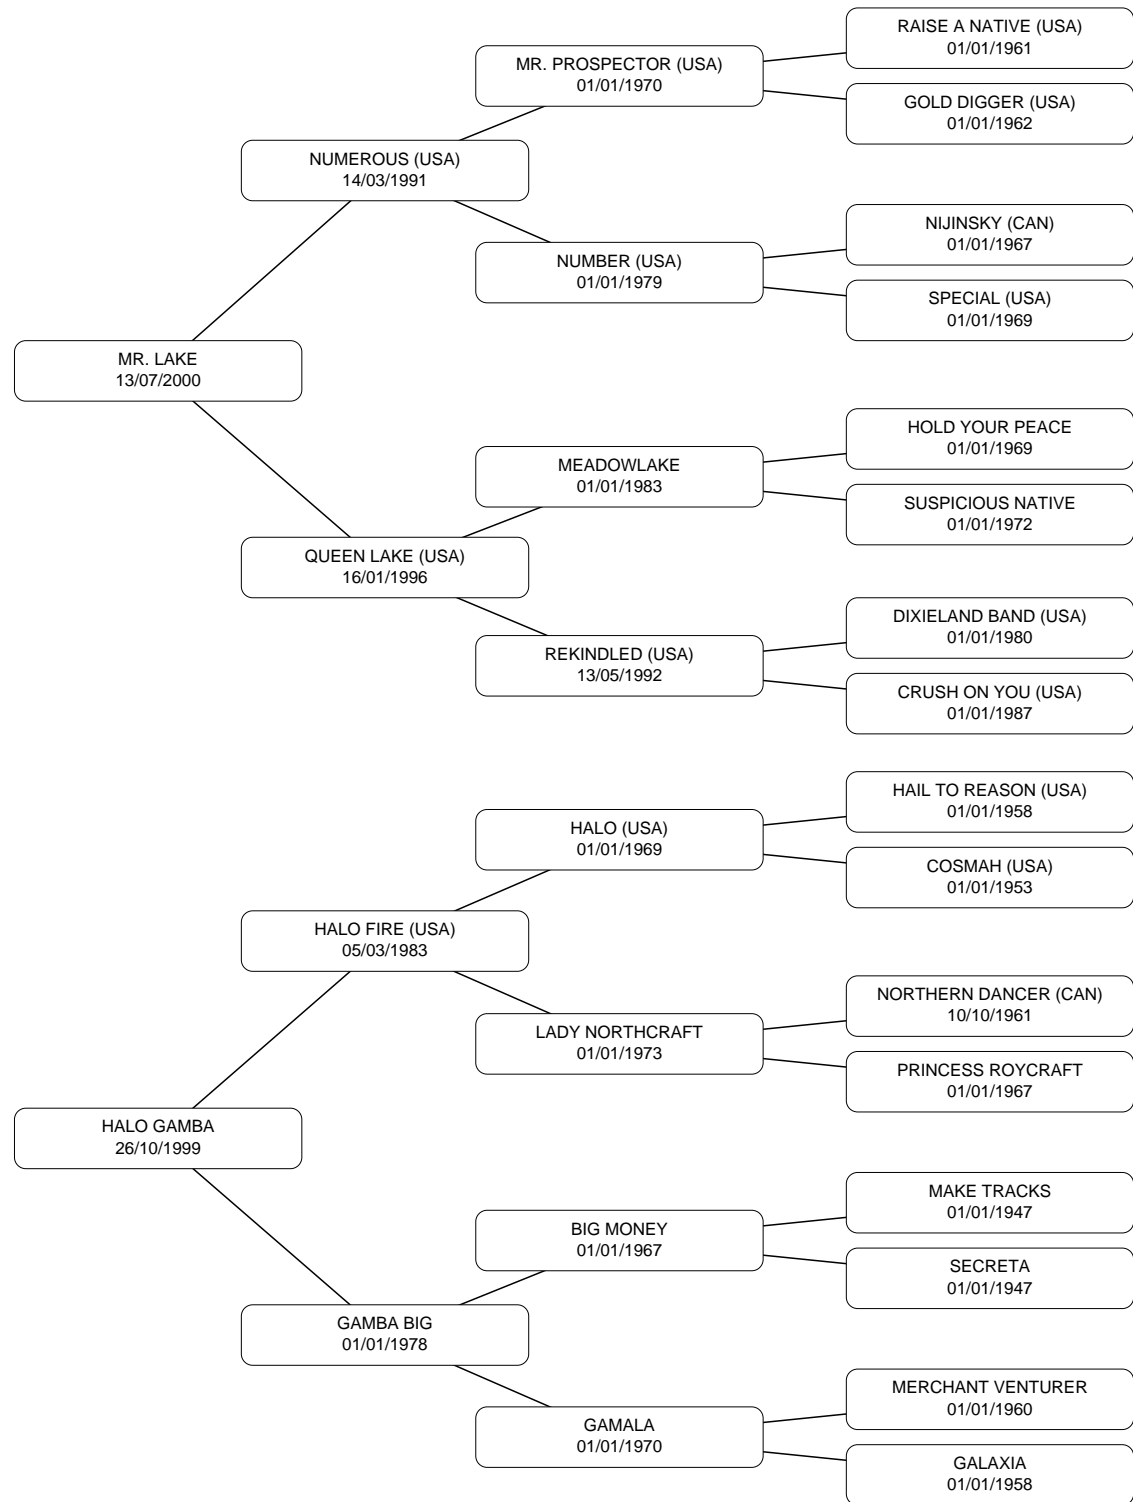 RAISE A NATIVE (USA)
01/01/1961
MR. PROSPECTOR (USA)
01/01/1970
GOLD DIGGER (USA)
01/01/1962
NUMEROUS (USA)
14/03/1991
NIJINSKY (CAN)
01/01/1967
NUMBER (USA)
01/01/1979
SPECIAL (USA)
01/01/1969
MR. LAKE
13/07/2000
HOLD YOUR PEACE
01/01/1969
MEADOWLAKE
01/01/1983
SUSPICIOUS NATIVE
01/01/1972
QUEEN LAKE (USA)
16/01/1996
DIXIELAND BAND (USA)
01/01/1980
REKINDLED (USA)
13/05/1992
CRUSH ON YOU (USA)
01/01/1987
HAIL TO REASON (USA)
01/01/1958
HALO (USA)
01/01/1969
COSMAH (USA)
01/01/1953
HALO FIRE (USA)
05/03/1983
NORTHERN DANCER (CAN)
10/10/1961
LADY NORTHCRAFT
01/01/1973
PRINCESS ROYCRAFT
01/01/1967
HALO GAMBA
26/10/1999
MAKE TRACKS
01/01/1947
BIG MONEY
01/01/1967
SECRETA
01/01/1947
GAMBA BIG
01/01/1978
MERCHANT VENTURER
01/01/1960
GAMALA
01/01/1970
GALAXIA
01/01/1958